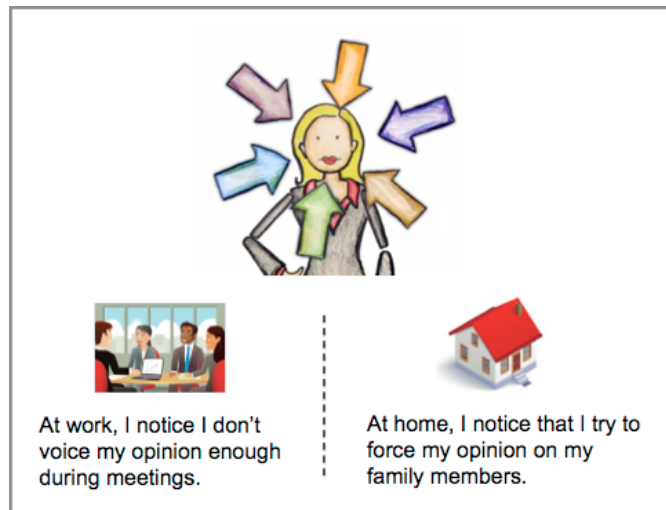 At work, I notice I don't
voice my opinion enough
during meetings.
At home, I notice that I try to
force my opinion on my
family members.